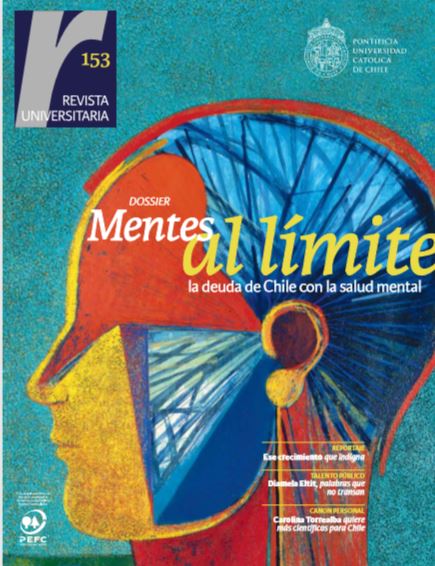 153
REVISTA
UNIVERSITARIA
PONTIFICIA
UNIVERSIDAD
CATOLICA
DE CHILE
DOSSIER
Mentes
al límite
la deuda de Chile con la salud mental
REPORTAJE
Ese crecimiento que indigna
TALENTO PÚBLICO
Diamela Eltit, palabras que
no transan
CANON PERSONAL
Carolina Torrealba quiere
más científicas para Chile
PEFC